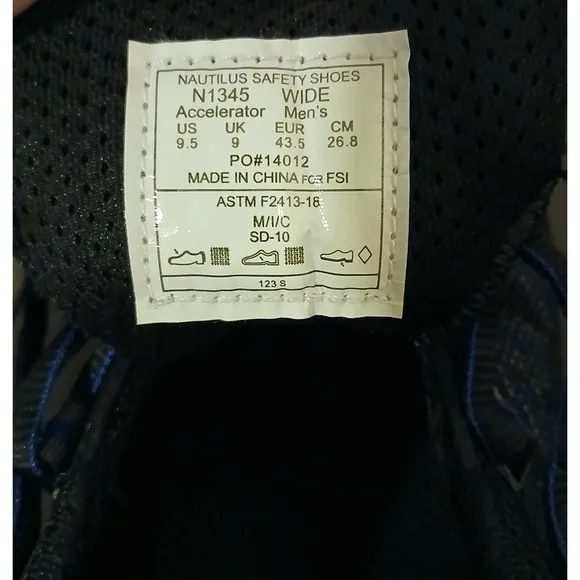 NAUTILUS SAFETY SHOES
N1345 WIDE
Accelerator Men's
US UK EUR CM
9.5 9 43.5 26.8
PO#14012
MADE IN CHINA FOR FSI
ASTM F2413-18
M/I/C
SD-10
123 S